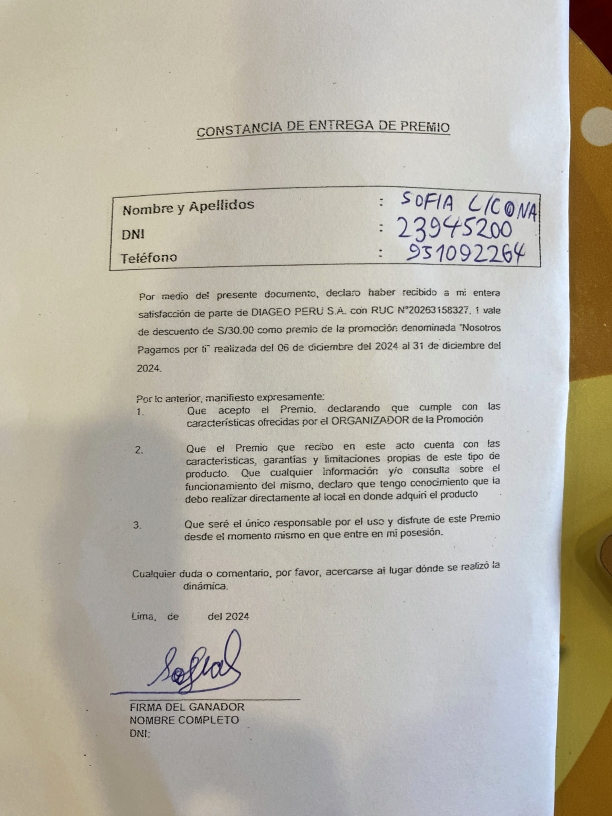 CONSTANCIA DE ENTREGA DE PREMIO
Nombre y Apellidos : SOFIA LICONA
DNI : 23945200
Teléfono : 951092264
Por medio del presente documento, declaro haber recibido a mi entera
satisfacción de parte de DIAGEO PERU S.A. con RUC N°20263158327, 1 vale
de descuento de S/30.00 como premio de la promoción denominada "Nosotros
Pagamos por ti" realizada del 06 de diciembre del 2024 al 31 de diciembre del
2024.
Por lo anterior, manifiesto expresamente:
1. Que acepto el Premio, declarando que cumple con las
características ofrecidas por el ORGANIZADOR de la Promoción
2. Que el Premio que recibo en este acto cuenta con las
características, garantías y limitaciones propias de este tipo de
producto. Que cualquier información y/o consulta sobre el
funcionamiento del mismo, declaro que tengo conocimiento que la
debo realizar directamente al local en donde adquirí el producto
3. Que seré el único responsable por el uso y disfrute de este Premio
desde el momento mismo en que entre en mi posesión.
Cualquier duda o comentario, por favor, acercarse al lugar dónde se realizó la
dinámica.
Lima, de del 2024
FIRMA DEL GANADOR
NOMBRE COMPLETO
DNI: